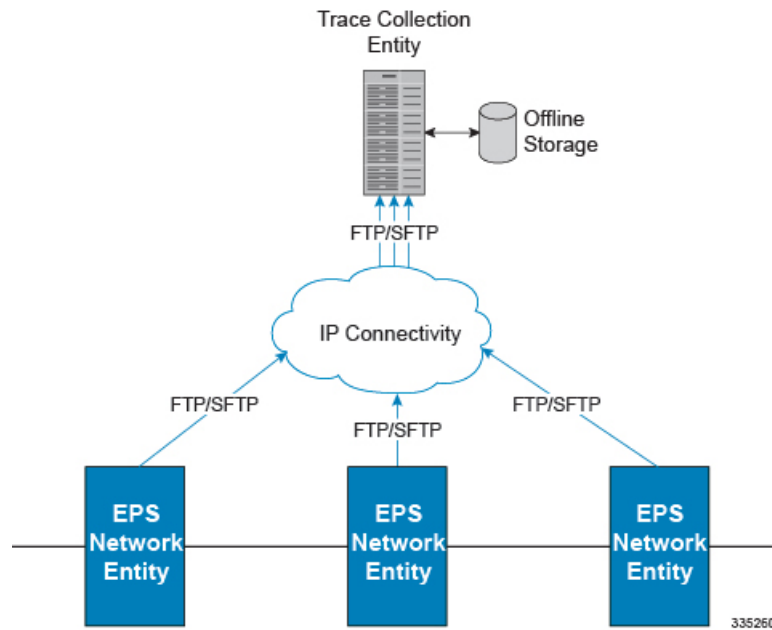 Trace Collection
Entity
Offline
Storage
FTP/SFTP
IP Connectivity
FTP/SFTP
FTP/SFTP
FTP/SFTP
EPS
Network
Entity
EPS
Network
Entity
EPS
Network
Entity
335260